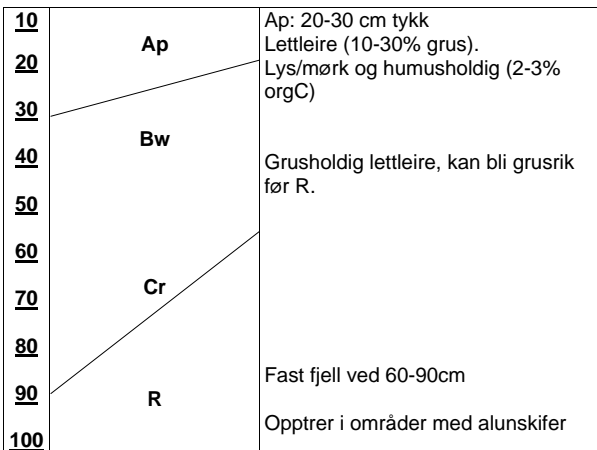 10
Ap
20
30
Bw
40
50
60
Cr
70
80
90
R
100
Ap: 20-30 cm tykk
Lettleire (10-30% grus).
Lys/mørk og humusholdig (2-3%
orgC)
Grusholdig lettleire, kan bli grusrik
før R.
Fast fjell ved 60-90cm
Opptrer i områder med alunskifer